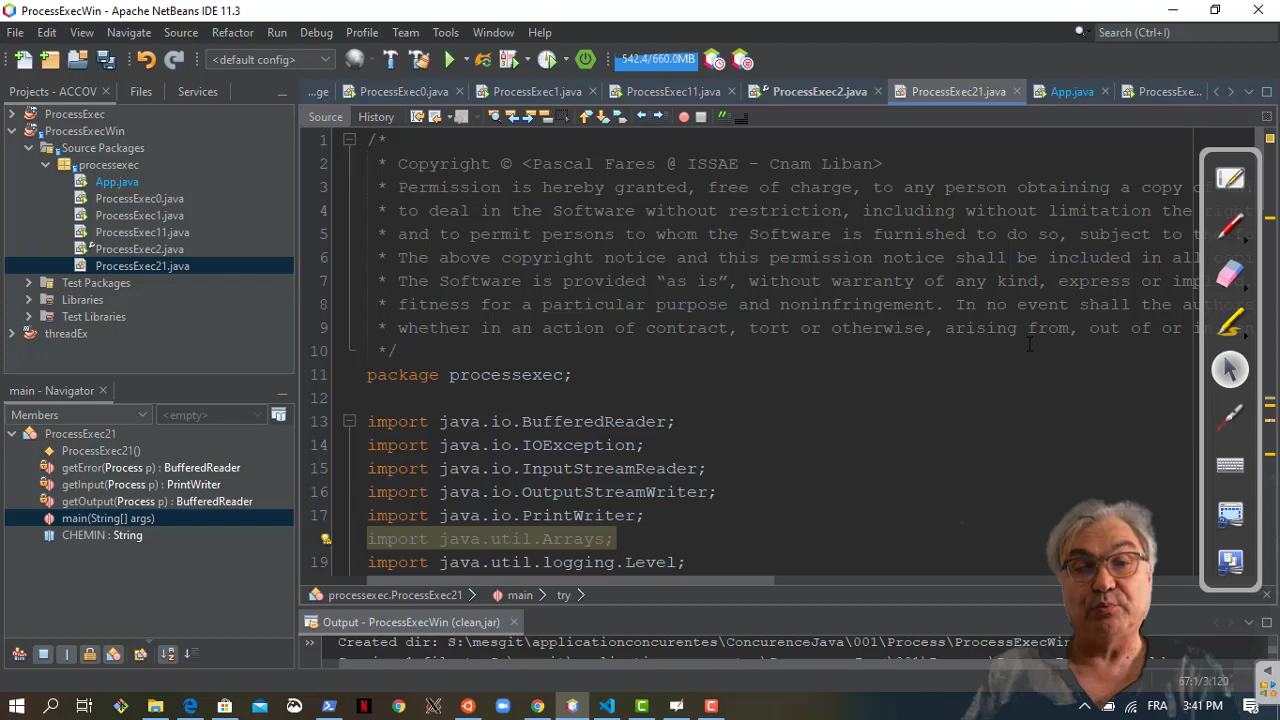 ProcessExecWin - Apache NetBeans IDE 11.3
File Edit View Navigate Source Refactor Run Debug Profile Team Tools Window Help
Search (Ctrl+I)
<default config>
542.4/660.0MB
Projects - ACCOV
Files
Services
...ge
ProcessExec0.java
ProcessExec1.java
ProcessExec11.java
ProcessExec2.java
ProcessExec21.java
App.java
ProcessExe...
Source
History
ProcessExec
ProcessExecWin
Source Packages
processexec
App.java
ProcessExec0.java
ProcessExec1.java
ProcessExec11.java
ProcessExec2.java
ProcessExec21.java
Test Packages
Libraries
Test Libraries
threadEx
main - Navigator
Members
<empty>
ProcessExec21
ProcessExec21()
getError(Process p) : BufferedReader
getInput(Process p) : PrintWriter
getOutput(Process p) : BufferedReader
main(String[] args)
CHEMIN : String
1 /*
2 * Copyright © <Pascal Fares @ ISSAE - Cnam Liban>
3 * Permission is hereby granted, free of charge, to any person obtaining a copy
4 * to deal in the Software without restriction, including without limitation the
5 * and to permit persons to whom the Software is furnished to do so, subject to
6 * The above copyright notice and this permission notice shall be included in all
7 * The Software is provided “as is”, without warranty of any kind, express or
8 * fitness for a particular purpose and noninfringement. In no event shall the
9 * whether in an action of contract, tort or otherwise, arising from, out of or
10 */
11 package processexec;
12
13 import java.io.BufferedReader;
14 import java.io.IOException;
15 import java.io.InputStreamReader;
16 import java.io.OutputStreamWriter;
17 import java.io.PrintWriter;
import java.util.Arrays;
19 import java.util.logging.Level;
processexec.ProcessExec21
main
try
Output - ProcessExecWin (clean,jar)
Created dir: S:\mesgit\applicationconcurentes\ConcurenceJava\001\Process\ProcessExecWin
67:1/3:120
FRA
3:41 PM